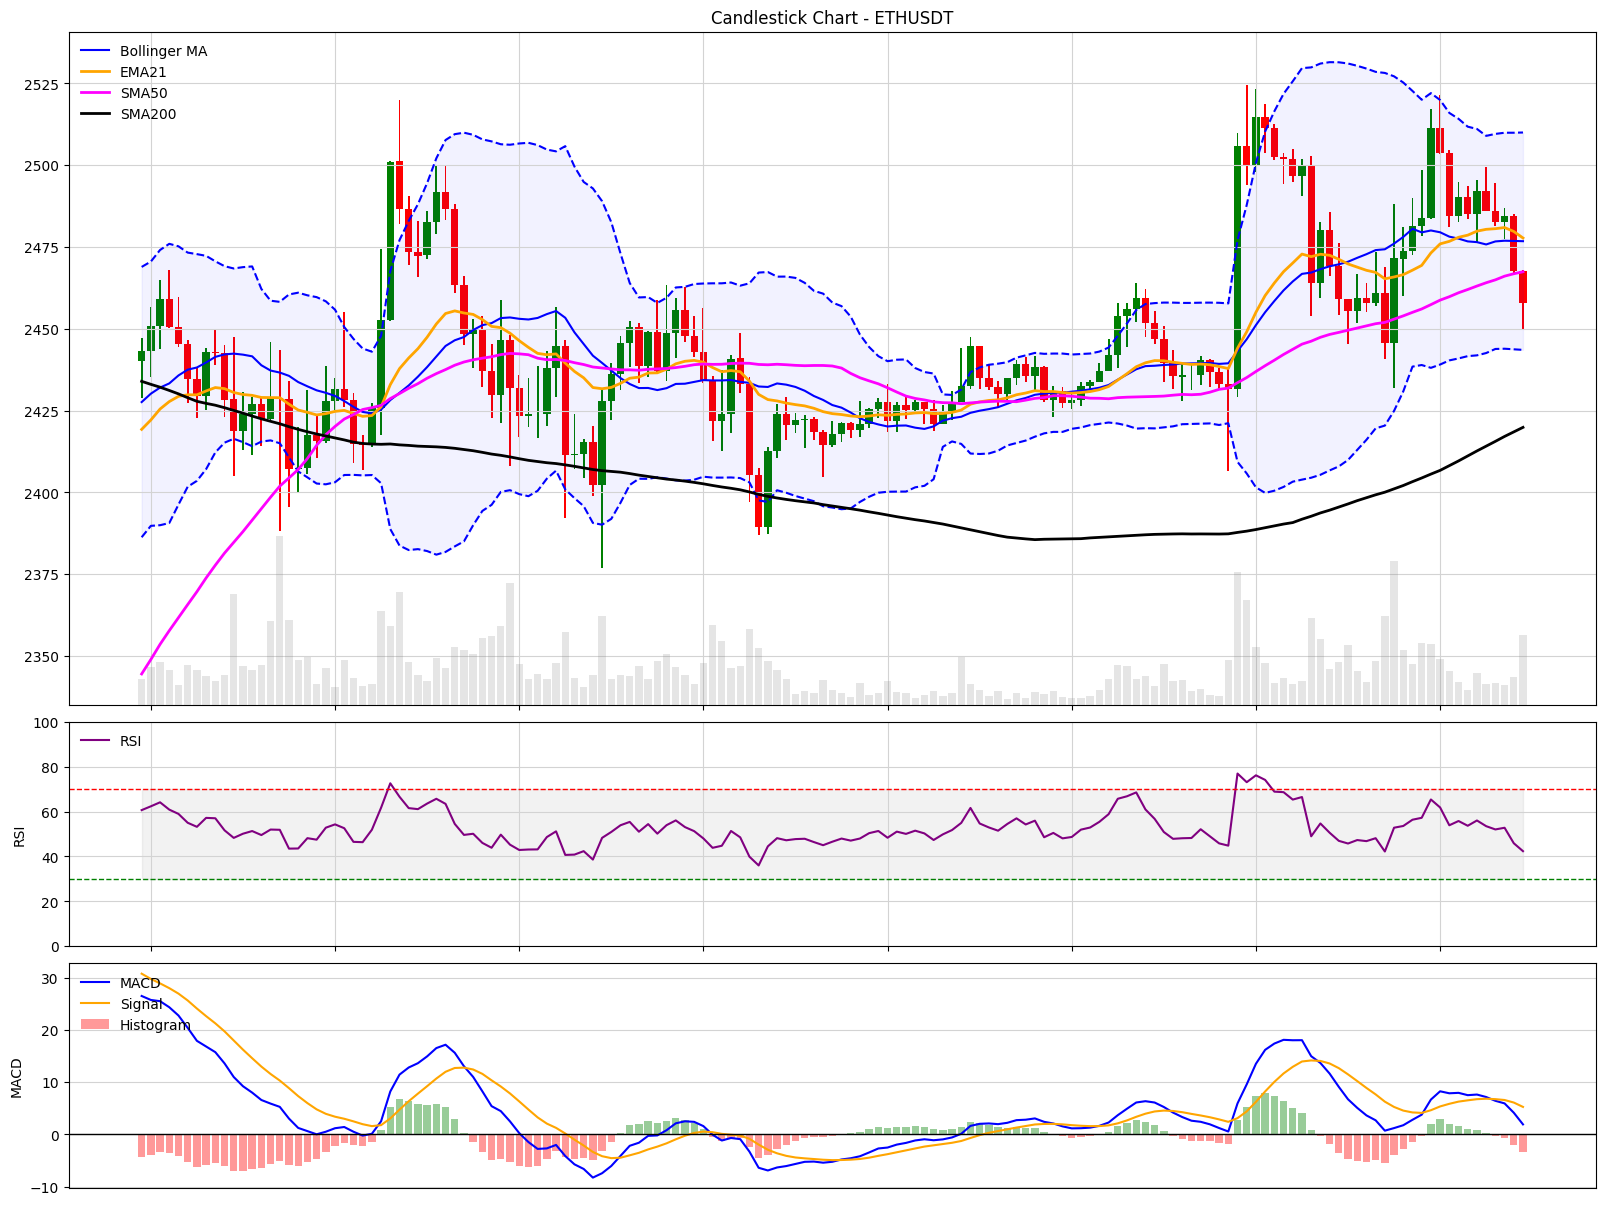 Candlestick Chart - ETHUSDT
Bollinger MA
EMA21
SMA50
SMA200
2525
2500
2475
2450
2425
2400
2375
2350
RSI
RSI
100
80
60
40
20
0
MACD
Signal
Histogram
MACD
30
20
10
0
−10